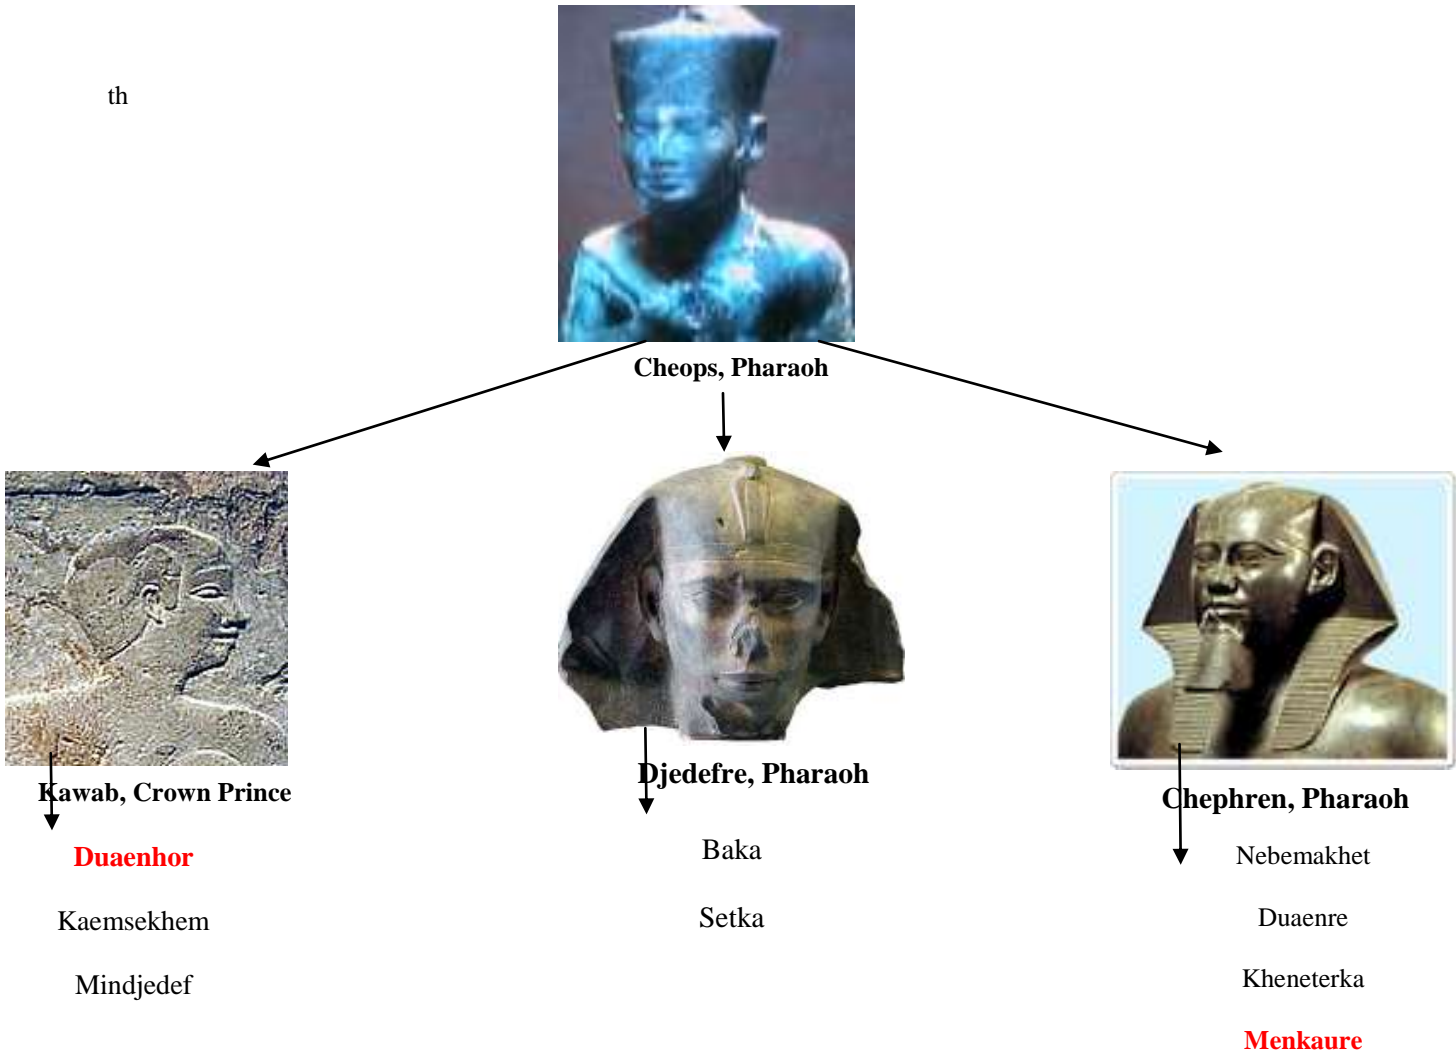 th
Cheops, Pharaoh
Kawab, Crown Prince
Duaenhor
Kaemsekhem
Mindjedef
Djedefre, Pharaoh
Baka
Setka
Chephren, Pharaoh
Nebemakhet
Duaenre
Kheneterka
Menkaure